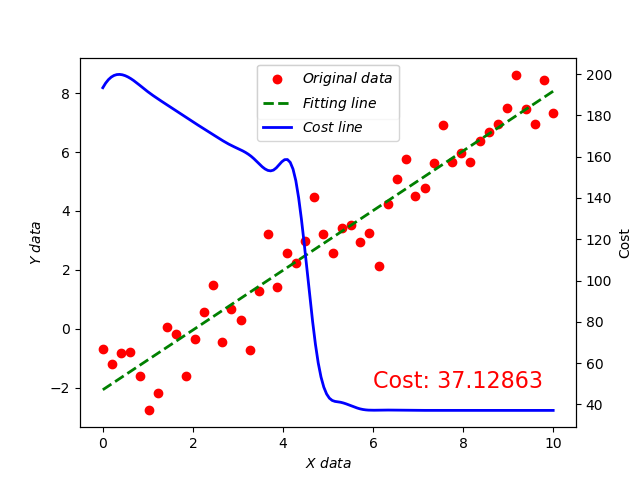 Original data
Fitting line
Cost line
8
6
4
2
0
−2
Y data
200
180
160
140
120
100
80
60
40
Cost
Cost: 37.12863
0 2 4 6 8 10
X data